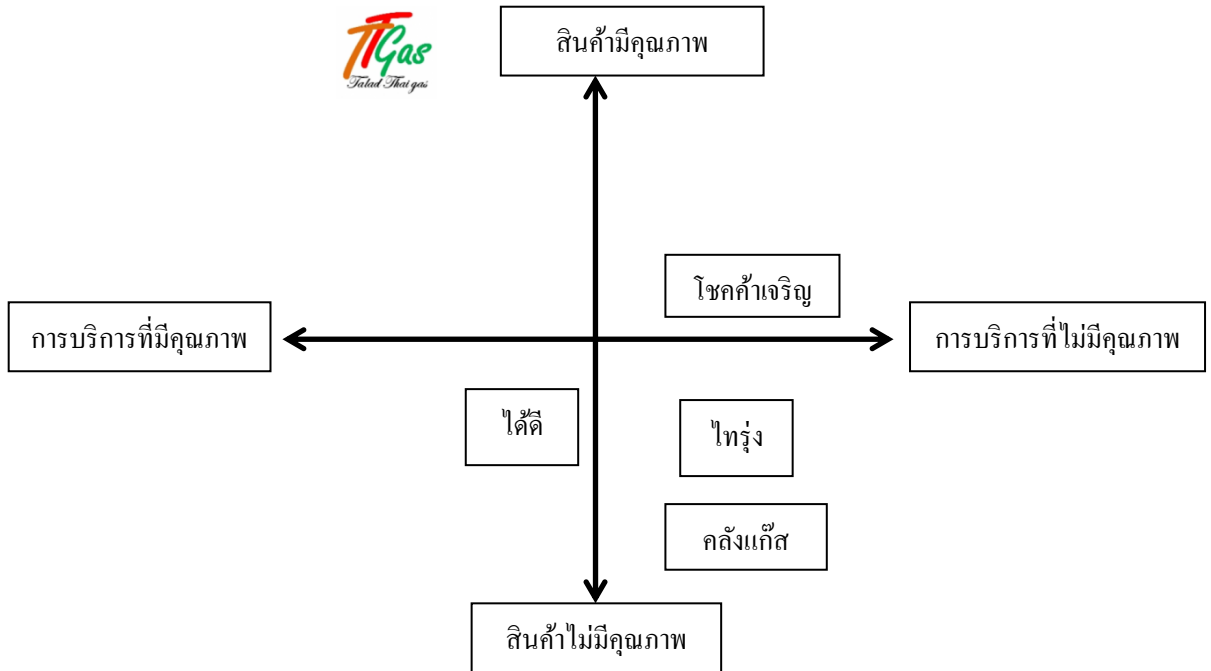 TTGas
Talad Thai gas
สินค้ามีคุณภาพ
โชคค้าเจริญ
การบริการที่มีคุณภาพ
การบริการที่ไม่มีคุณภาพ
ได้ดี
ไทรุ่ง
คลังแก๊ส
สินค้าไม่มีคุณภาพ